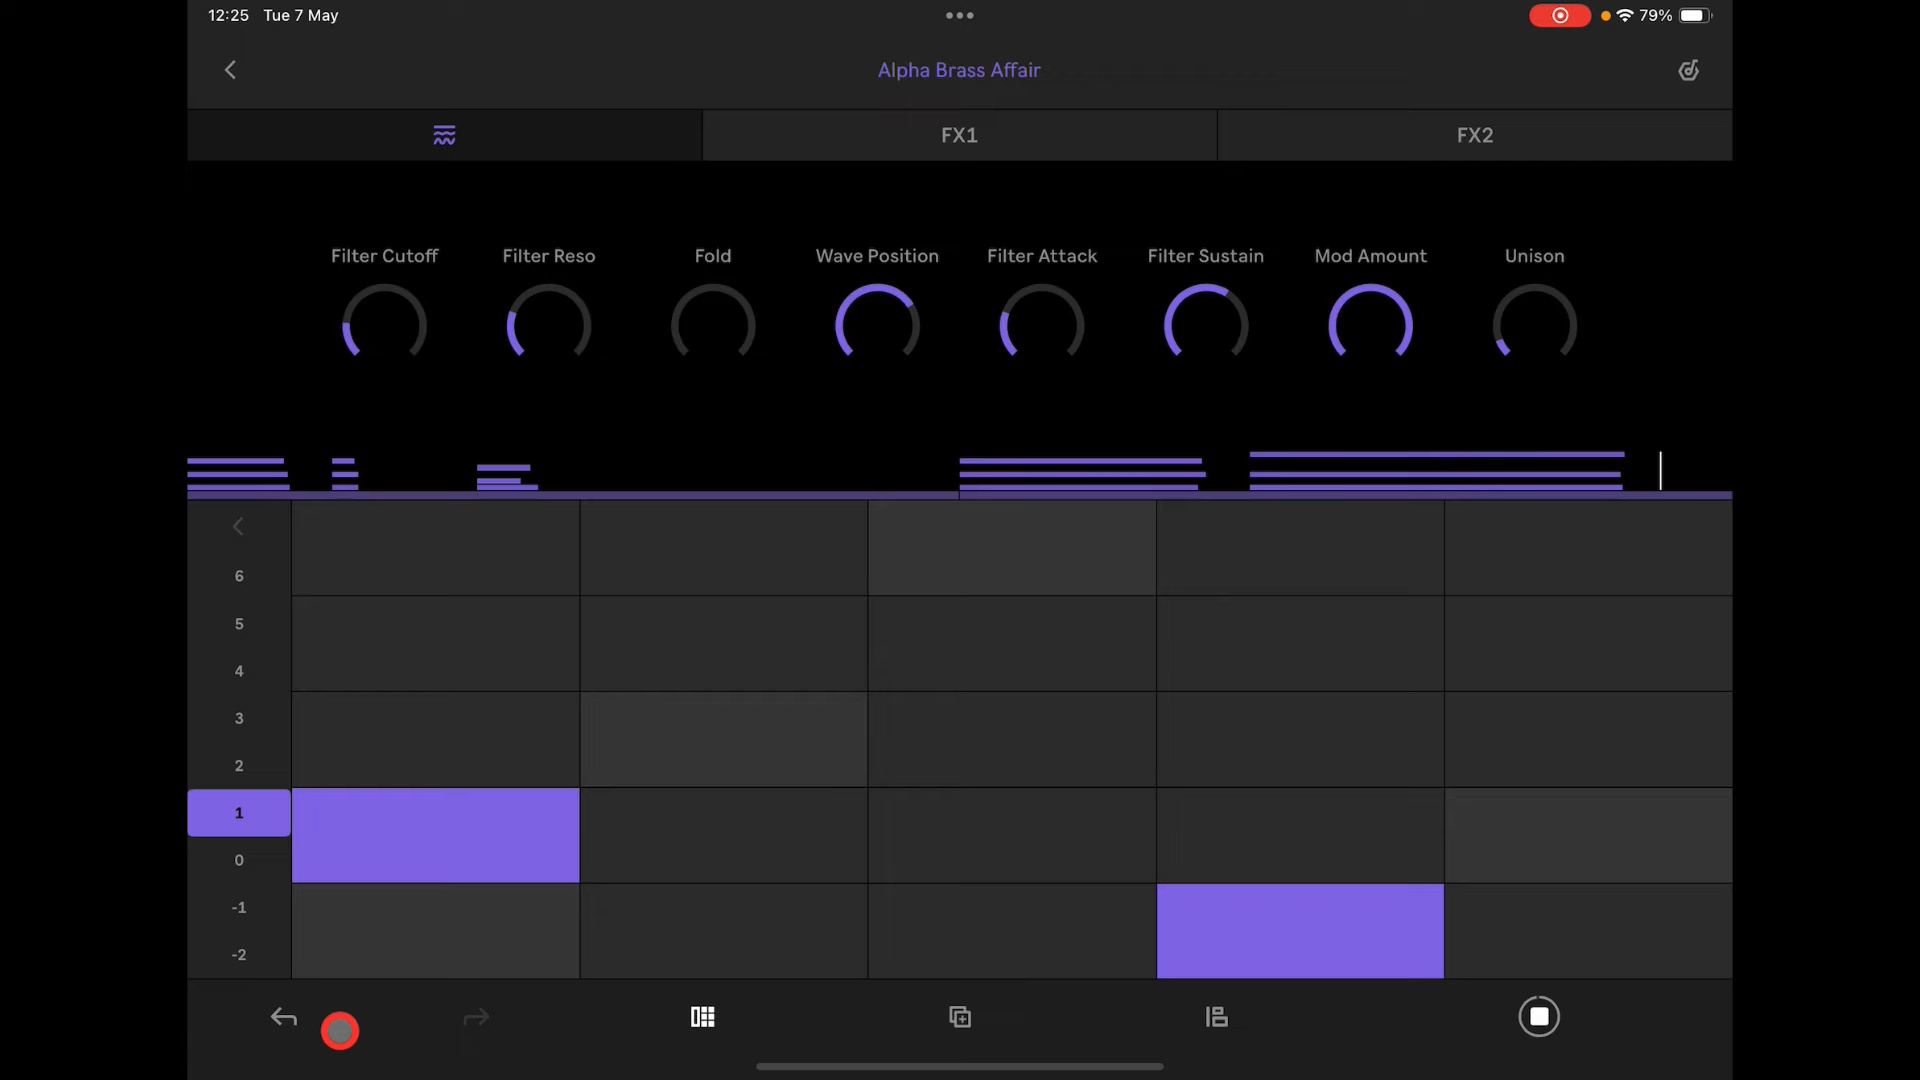 12:25 Tue 7 May
79%
Alpha Brass Affair
FX1 FX2
Filter Cutoff Filter Reso Fold Wave Position Filter Attack Filter Sustain Mod Amount Unison
6
5
4
3
2
1
0
-1
-2